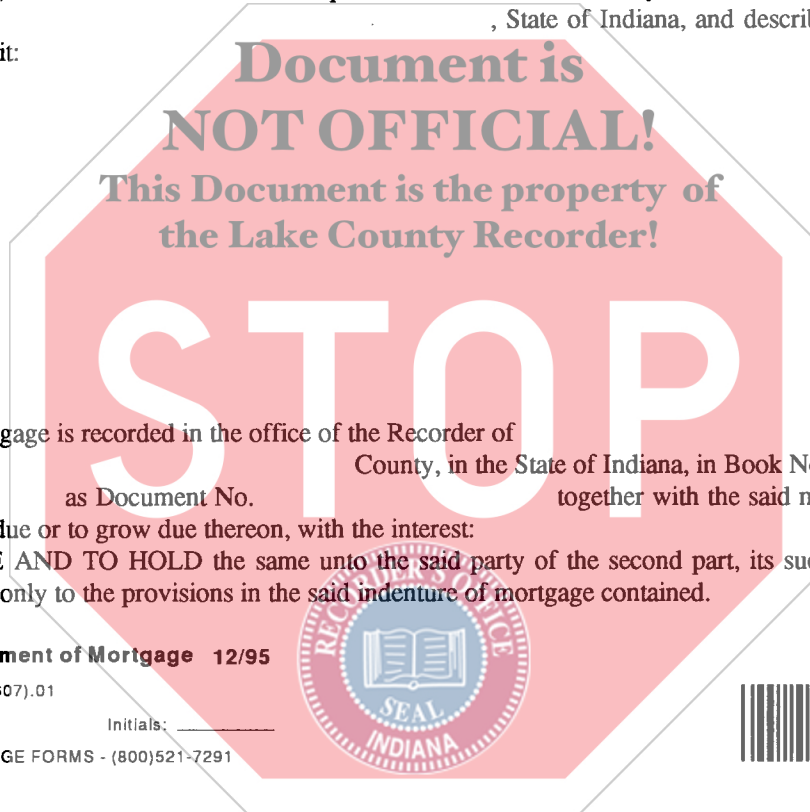 , State of Indiana, and describ
it:
Document is
NOT OFFICIAL!
This Document is the property of
the Lake County Recorder!
STOP
gage is recorded in the office of the Recorder of
County, in the State of Indiana, in Book N
as Document No. together with the said
due or to grow due thereon, with the interest:
E AND TO HOLD the same unto the said party of the second part, its suc
only to the provisions in the said indenture of mortgage contained.
ment of Mortgage 12/95
607).01
Initials:
GE FORMS - (800)521-7291
RECORDER'S OFFICE
SEAL
INDIANA